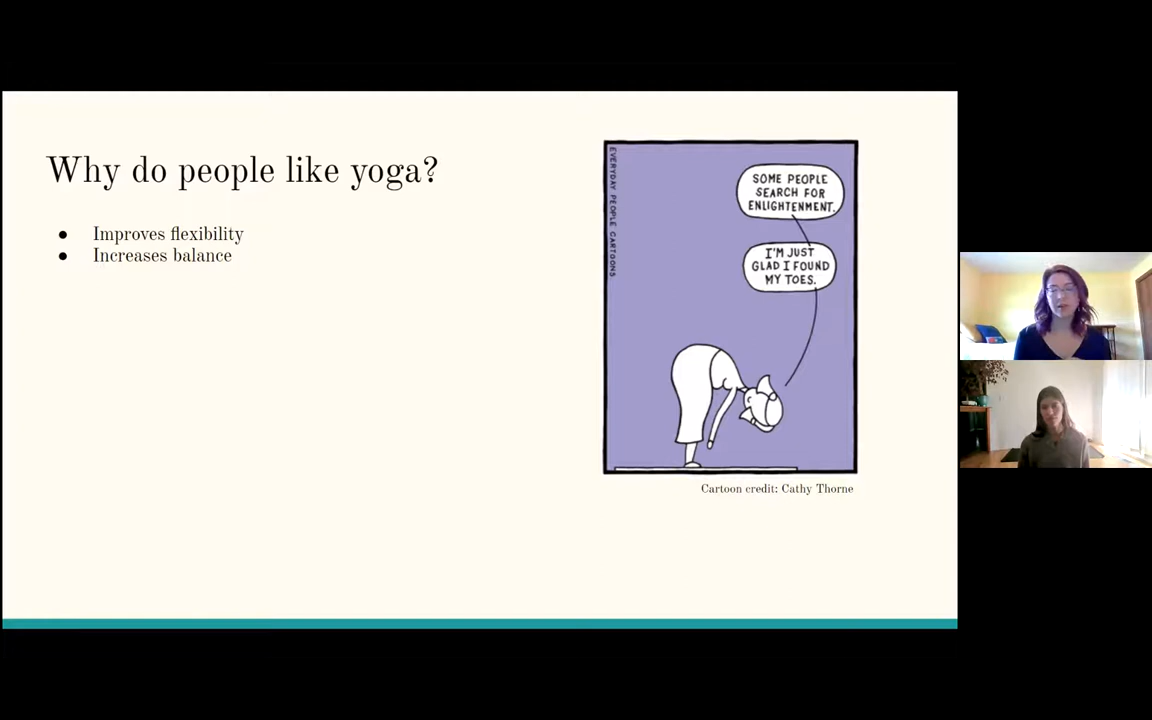 Why do people like yoga?
● Improves flexibility
● Increases balance
EVERYDAY PEOPLE CARTOONS
SOME PEOPLE
SEARCH FOR
ENLIGHTENMENT.
I'M JUST
GLAD I FOUND
MY TOES.
Cartoon credit: Cathy Thorne